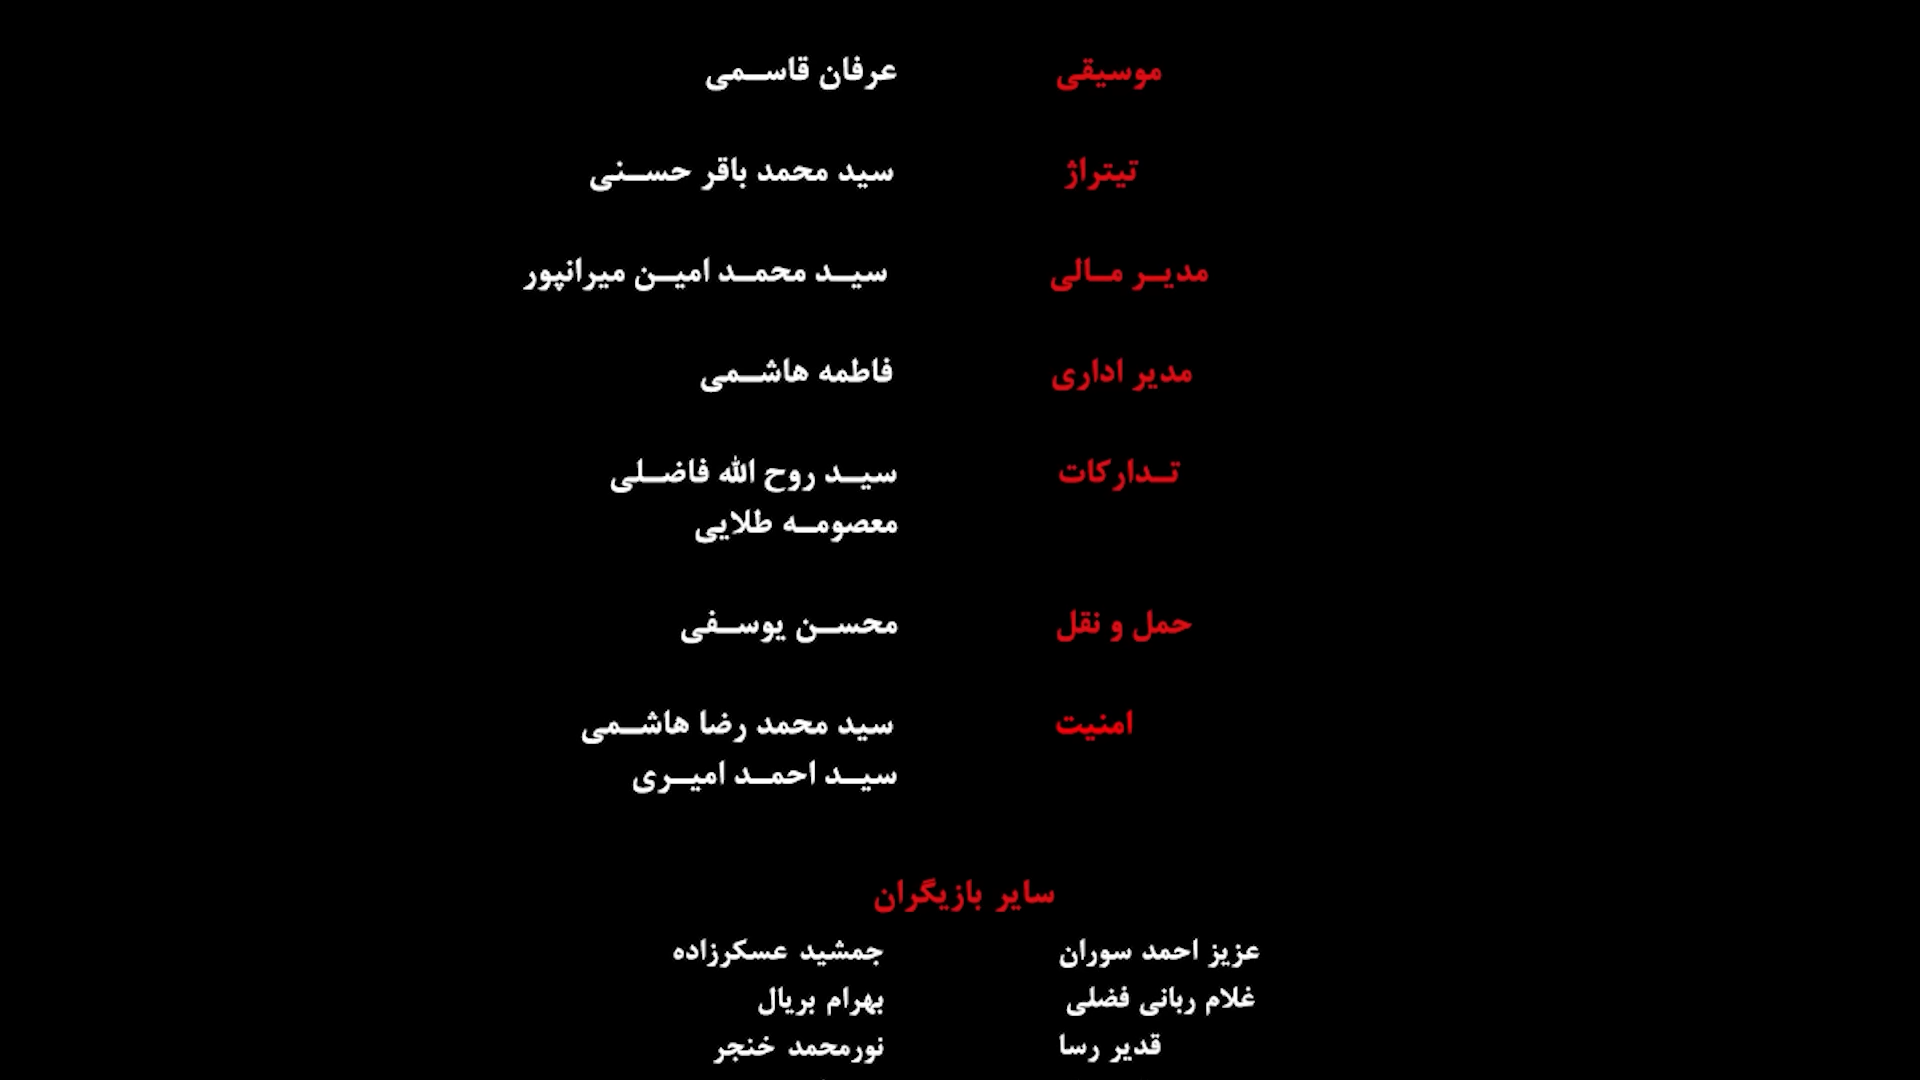 موسیقی عرفان قاسمی
تیتراژ سید محمد باقر حسنی
مدیر مالی سید محمد امین میرانپور
مدیر اداری فاطمه هاشمی
تدارکات سید روح الله فاضلی
معصومه طلایی
حمل و نقل محسن یوسفی
امنیت سید محمد رضا هاشمی
سید احمد امیری
سایر بازیگران
عزیز احمد سوران جمشید عسکرزاده
غلام ربانی فضلی بهرام بریال
قدیر رسا نورمحمد خنجر